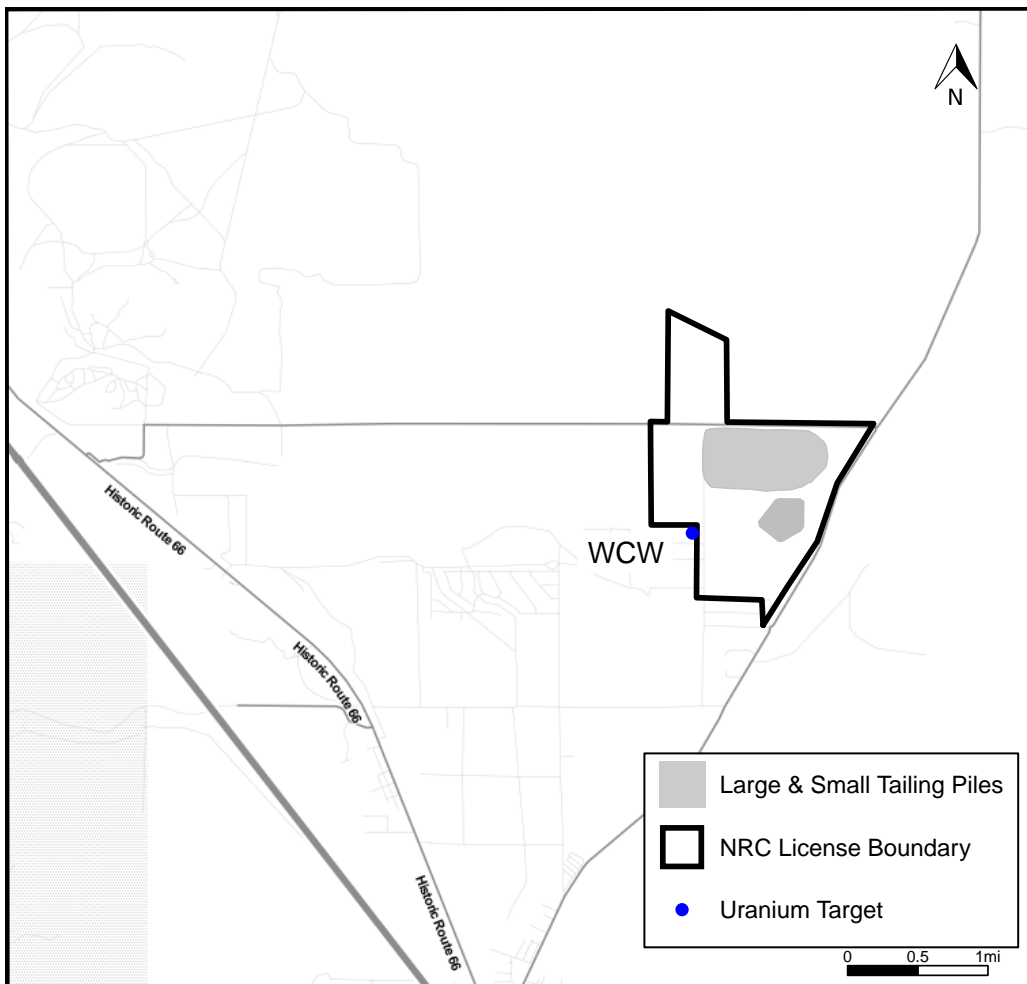 N
Historic Route 66
WCW
Historic Route 66
Large & Small Tailing Piles
NRC License Boundary
Historic Route 66
Uranium Target
0 0.5 1mi